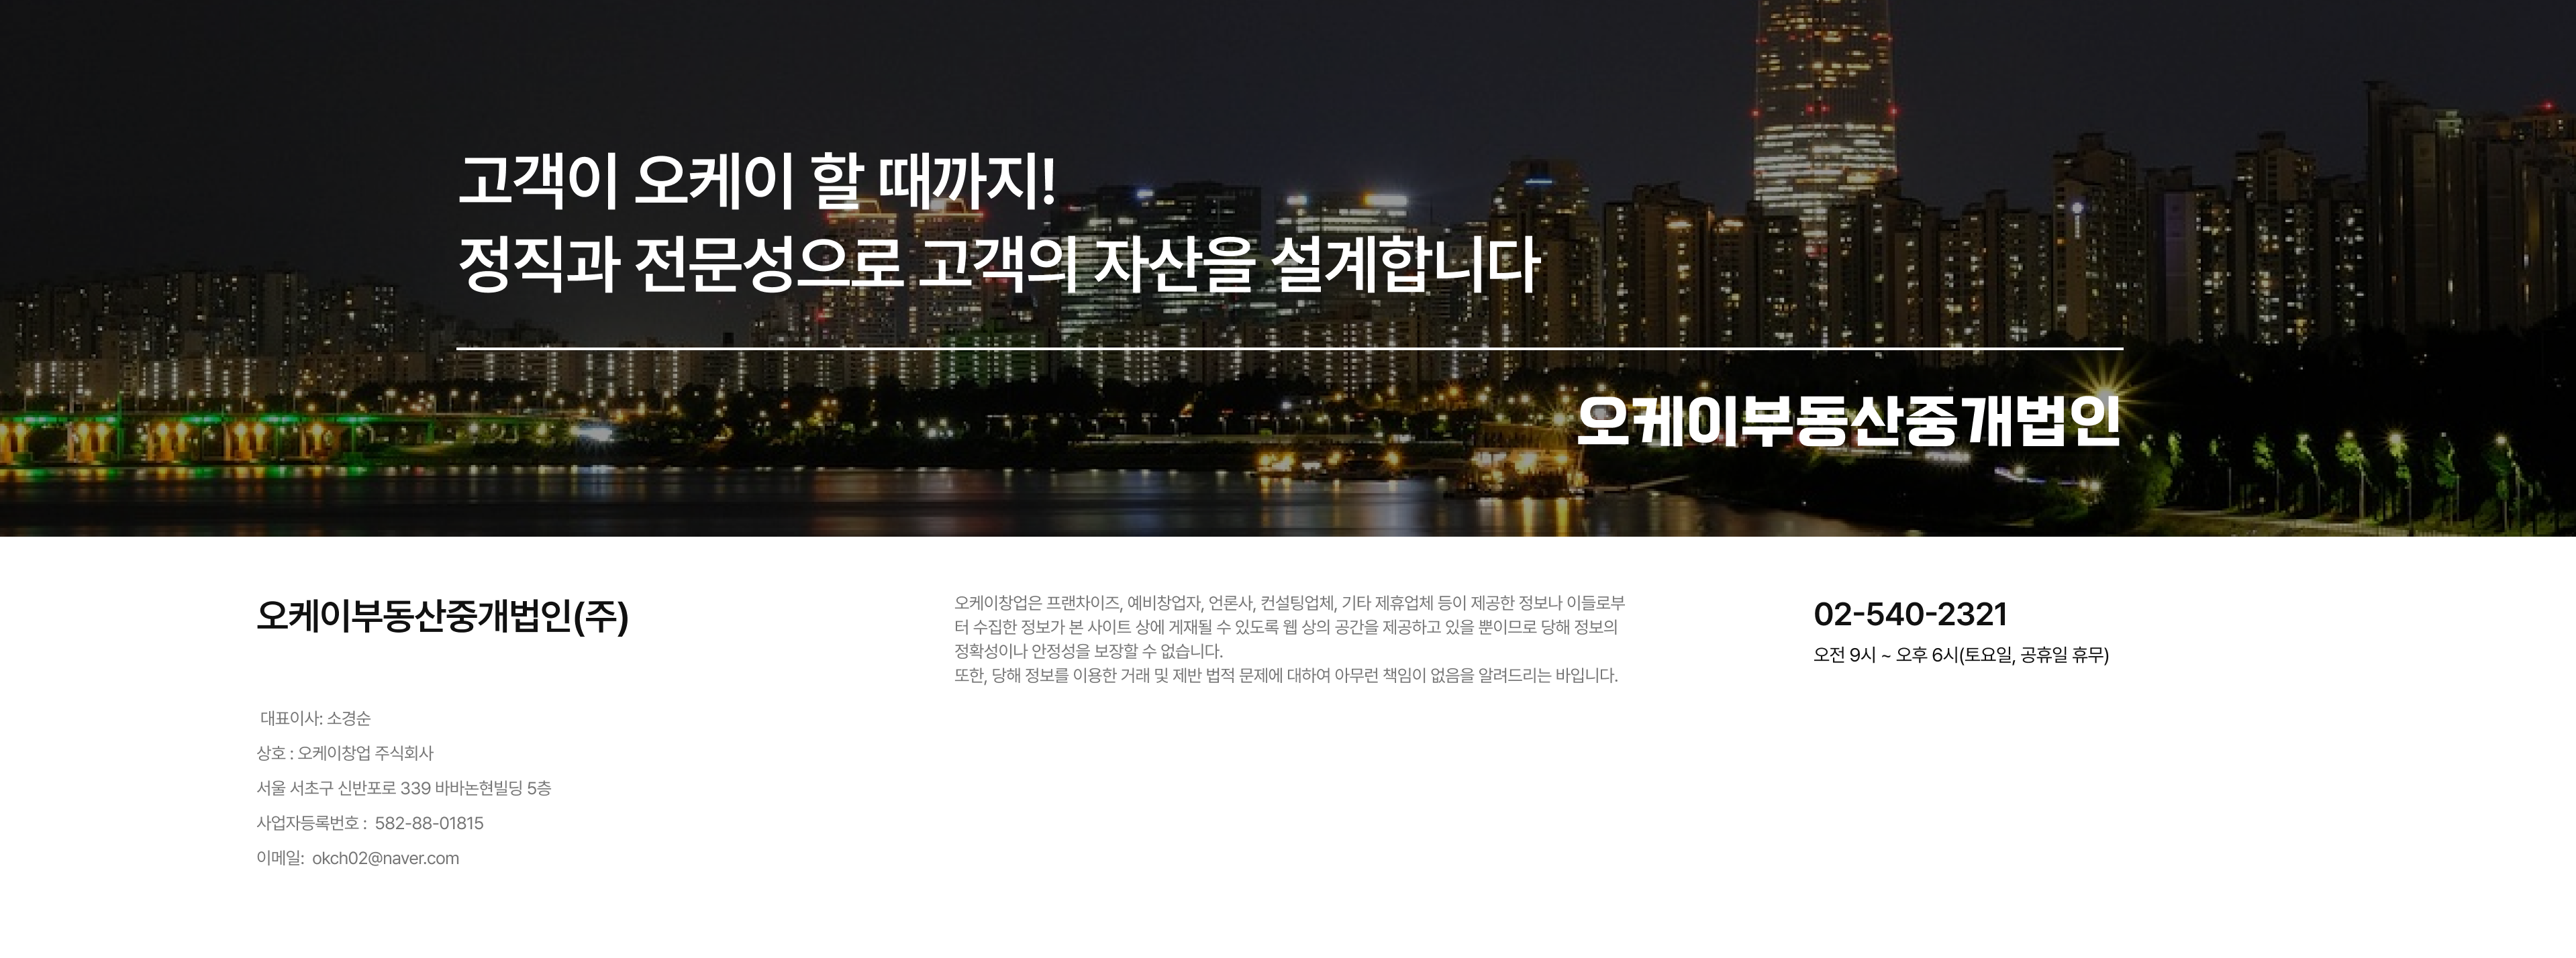 고객이 오케이 할 때까지!
정직과 전문성으로 고객의 자산을 설계합니다
오케이부동산중개법인
오케이부동산중개법인(주)
대표이사: 소경순
상호 : 오케이창업 주식회사
서울 서초구 신반포로 339 바바논현빌딩 5층
사업자등록번호 : 582-88-01815
이메일: okch02@naver.com
오케이창업은 프랜차이즈, 예비창업자, 언론사, 컨설팅업체, 기타 제휴업체 등이 제공한 정보나 이들로부
터 수집한 정보가 본 사이트 상에 게재될 수 있도록 웹 상의 공간을 제공하고 있을 뿐이므로 당해 정보의
정확성이나 안정성을 보장할 수 없습니다.
또한, 당해 정보를 이용한 거래 및 제반 법적 문제에 대하여 아무런 책임이 없음을 알려드리는 바입니다.
02-540-2321
오전 9시 ~ 오후 6시(토요일, 공휴일 휴무)